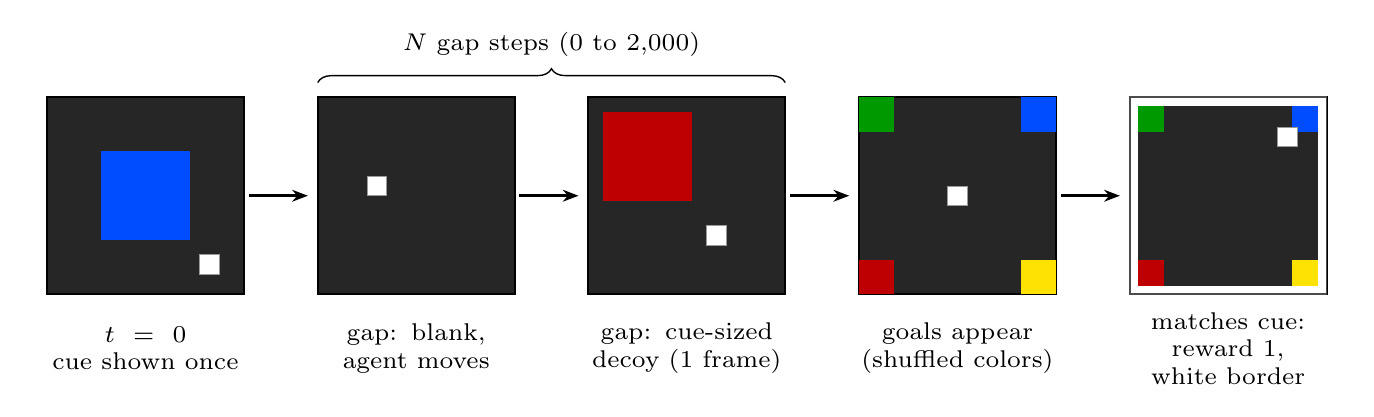 N gap steps (0 to 2,000)
t = 0
cue shown once
gap: blank,
agent moves
gap: cue-sized
decoy (1 frame)
goals appear
(shuffled colors)
matches cue:
reward 1,
white border